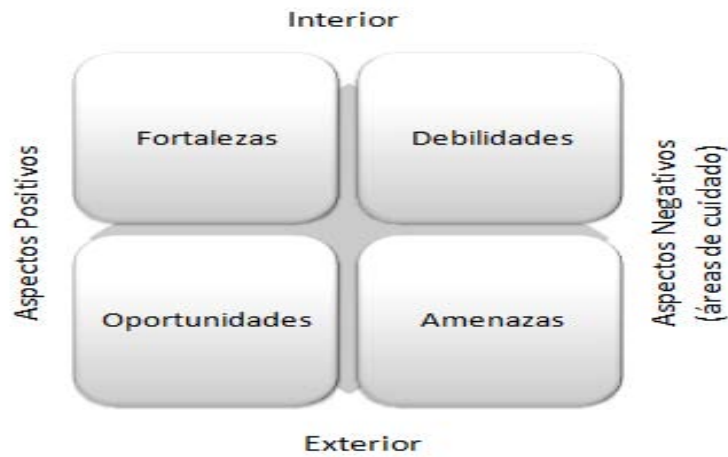 Interior
Aspectos Positivos
Fortalezas
Debilidades
Aspectos Negativos
(áreas de cuidado)
Oportunidades
Amenazas
Exterior